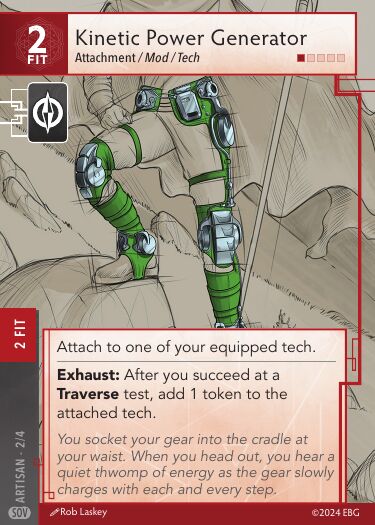 2
FIT
Kinetic Power Generator
Attachment / Mod / Tech
2 FIT
Attach to one of your equipped tech.
Exhaust: After you succeed at a
Traverse test, add 1 token to the
attached tech.
You socket your gear into the cradle at
your waist. When you head out, you hear a
quiet thwomp of energy as the gear slowly
charges with each and every step.
ARTISAN - 2/4
SOV
Rob Laskey
©2024 EBG